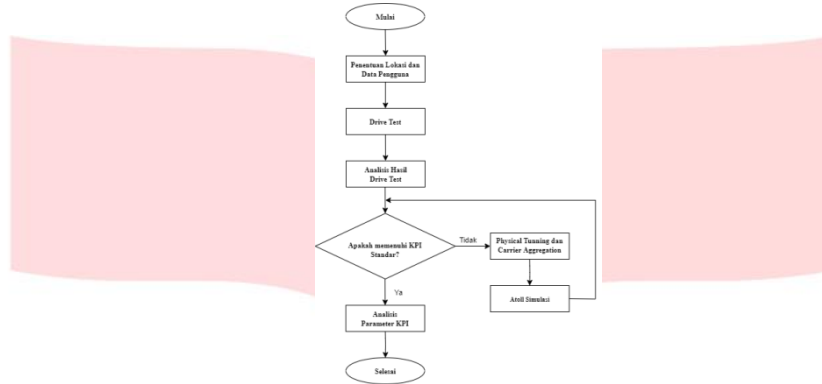 Mulai
Penentuan Lokasi dan
Data Pengguna
Drive Test
Analisis Hasil
Drive Test
Apakah memenuhi KPI
Standar?
Tidak
Physical Tunning dan
Carrier Aggregation
Atoll Simulasi
Ya
Analisis
Parameter KPI
Selesai